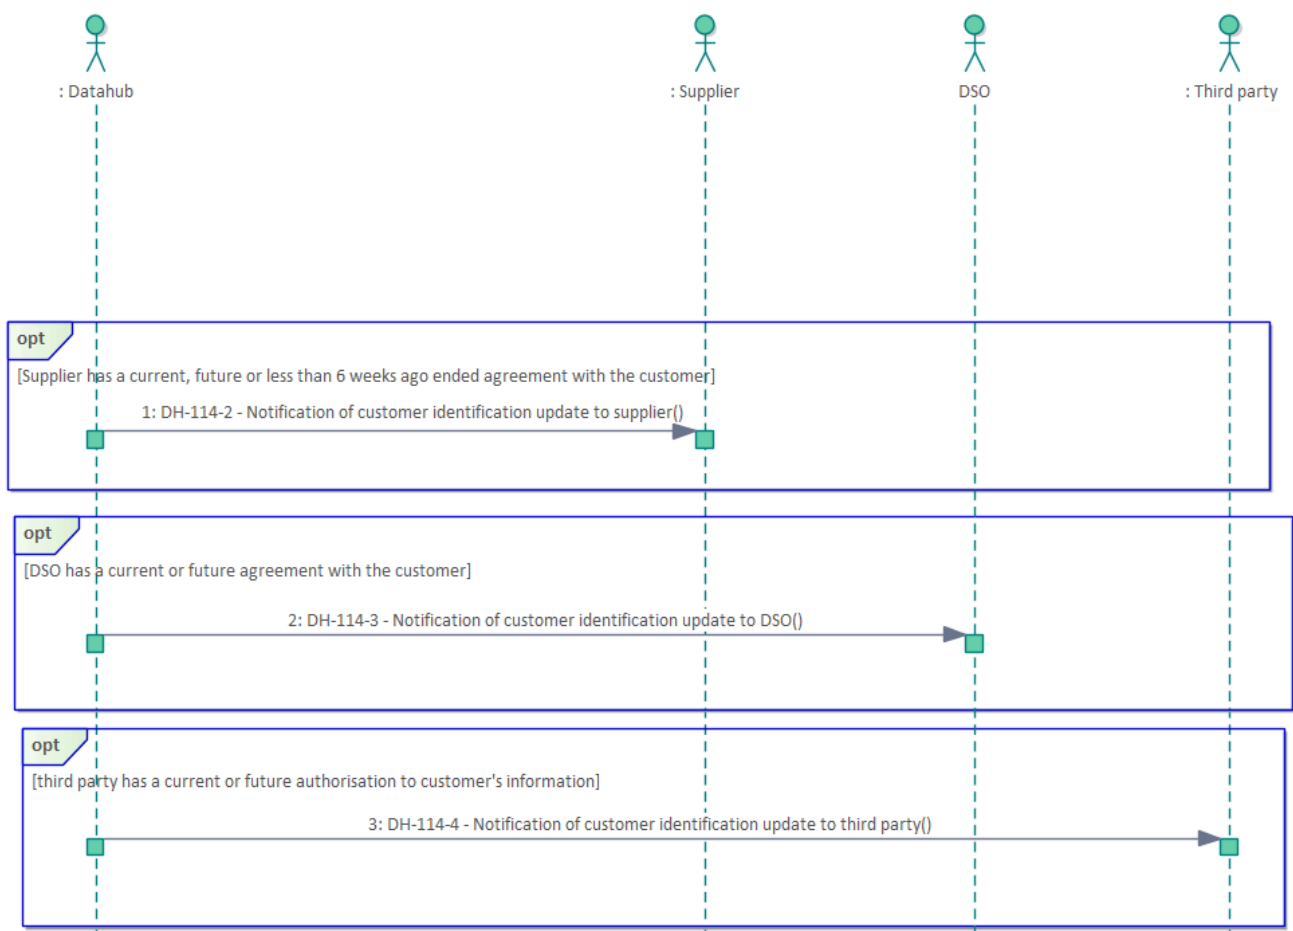 : Datahub
: Supplier
DSO
: Third party
opt
[Supplier has a current, future or less than 6 weeks ago ended agreement with the customer]
1: DH-114-2 - Notification of customer identification update to supplier()
opt
[DSO has a current or future agreement with the customer]
2: DH-114-3 - Notification of customer identification update to DSO()
opt
[third party has a current or future authorisation to customer's information]
3: DH-114-4 - Notification of customer identification update to third party()